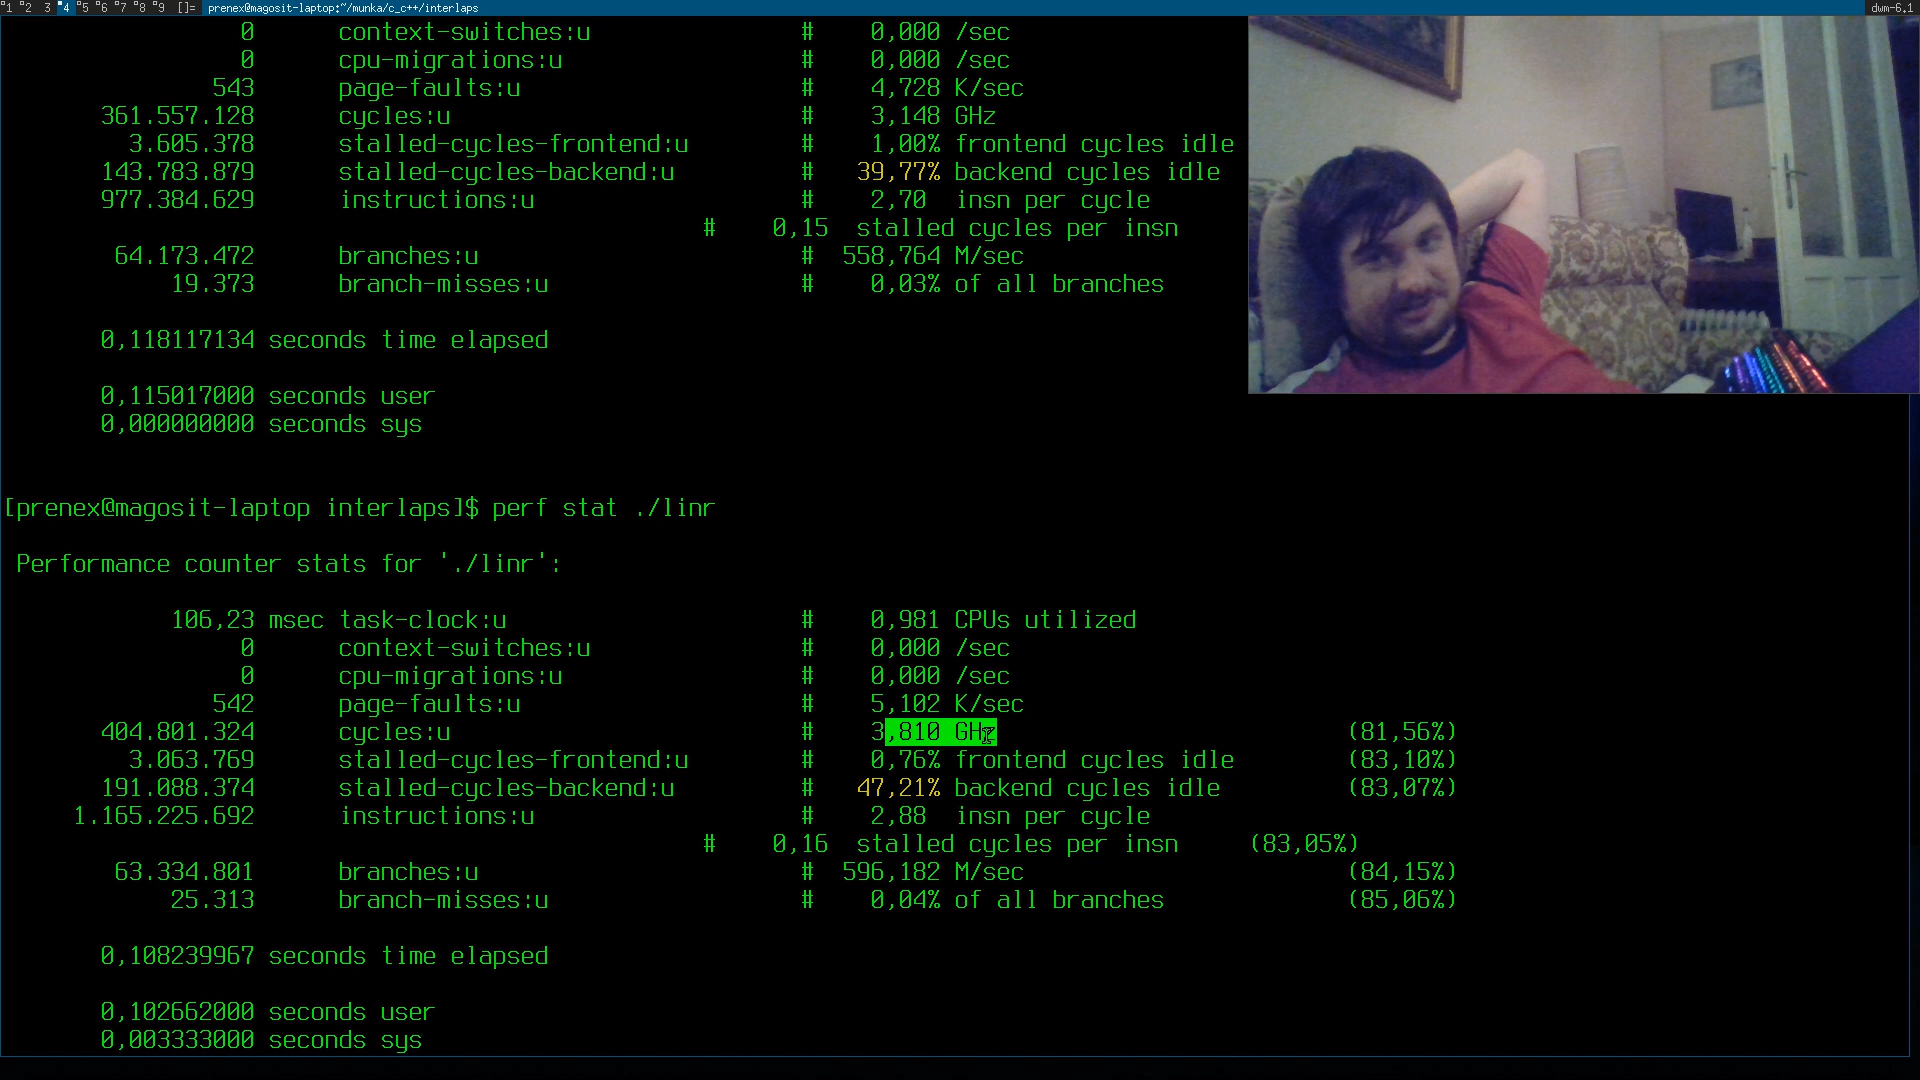 1 2 3 4 5 6 7 8 9 []= prenex@magosit-laptop:~/munka/c_c++/interlaps dwm-6.1
0 context-switches:u # 0,000 /sec
0 cpu-migrations:u # 0,000 /sec
543 page-faults:u # 4,728 K/sec
361.557.128 cycles:u # 3,148 GHz
3.605.378 stalled-cycles-frontend:u # 1,00% frontend cycles idle
143.783.879 stalled-cycles-backend:u # 39,77% backend cycles idle
977.384.629 instructions:u # 2,70 insn per cycle
# 0,15 stalled cycles per insn
64.173.472 branches:u # 558,764 M/sec
19.373 branch-misses:u # 0,03% of all branches
0,118117134 seconds time elapsed
0,115017000 seconds user
0,000000000 seconds sys
[prenex@magosit-laptop interlaps]$ perf stat ./linr
Performance counter stats for './linr':
106,23 msec task-clock:u # 0,981 CPUs utilized
0 context-switches:u # 0,000 /sec
0 cpu-migrations:u # 0,000 /sec
542 page-faults:u # 5,102 K/sec
404.801.324 cycles:u # 3,810 GHz (81,56%)
3.063.769 stalled-cycles-frontend:u # 0,76% frontend cycles idle (83,10%)
191.088.374 stalled-cycles-backend:u # 47,21% backend cycles idle (83,07%)
1.165.225.692 instructions:u # 2,88 insn per cycle
# 0,16 stalled cycles per insn (83,05%)
63.334.801 branches:u # 596,182 M/sec (84,15%)
25.313 branch-misses:u # 0,04% of all branches (85,06%)
0,108239967 seconds time elapsed
0,102662000 seconds user
0,003333000 seconds sys